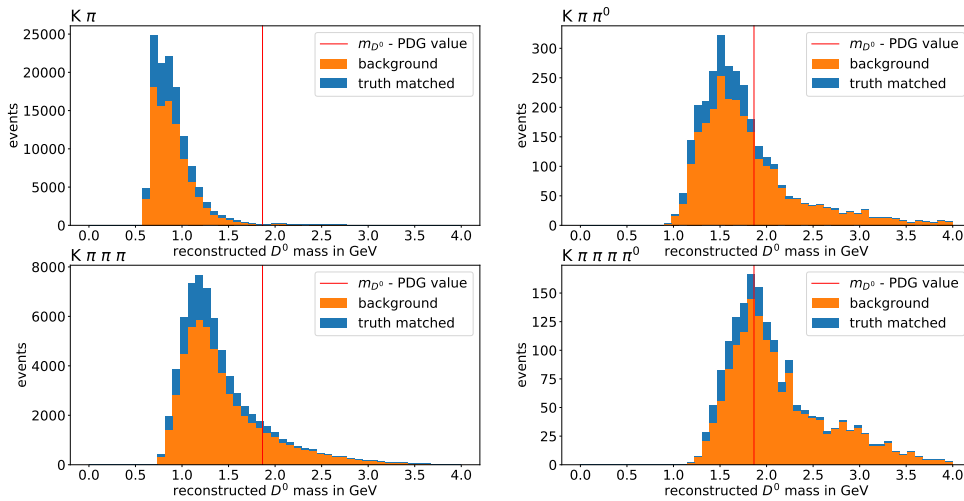 K π
m_{D^0} - PDG value
background
truth matched
events
25000
20000
15000
10000
5000
0
0.0 0.5 1.0 1.5 2.0 2.5 3.0 3.5 4.0
reconstructed D^0 mass in GeV
K π π^0
m_{D^0} - PDG value
background
truth matched
events
300
250
200
150
100
50
0
0.0 0.5 1.0 1.5 2.0 2.5 3.0 3.5 4.0
reconstructed D^0 mass in GeV
K π π π
m_{D^0} - PDG value
background
truth matched
events
8000
6000
4000
2000
0
0.0 0.5 1.0 1.5 2.0 2.5 3.0 3.5 4.0
reconstructed D^0 mass in GeV
K π π π π^0
m_{D^0} - PDG value
background
truth matched
events
150
125
100
75
50
25
0
0.0 0.5 1.0 1.5 2.0 2.5 3.0 3.5 4.0
reconstructed D^0 mass in GeV